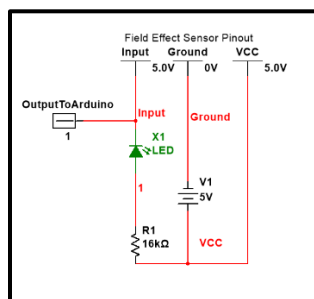 Field Effect Sensor Pinout
Input Ground VCC
5.0V 0V 5.0V
OutputToArduino
Input
1
Ground
X1
LED
1
V1
5V
R1
16kΩ
VCC